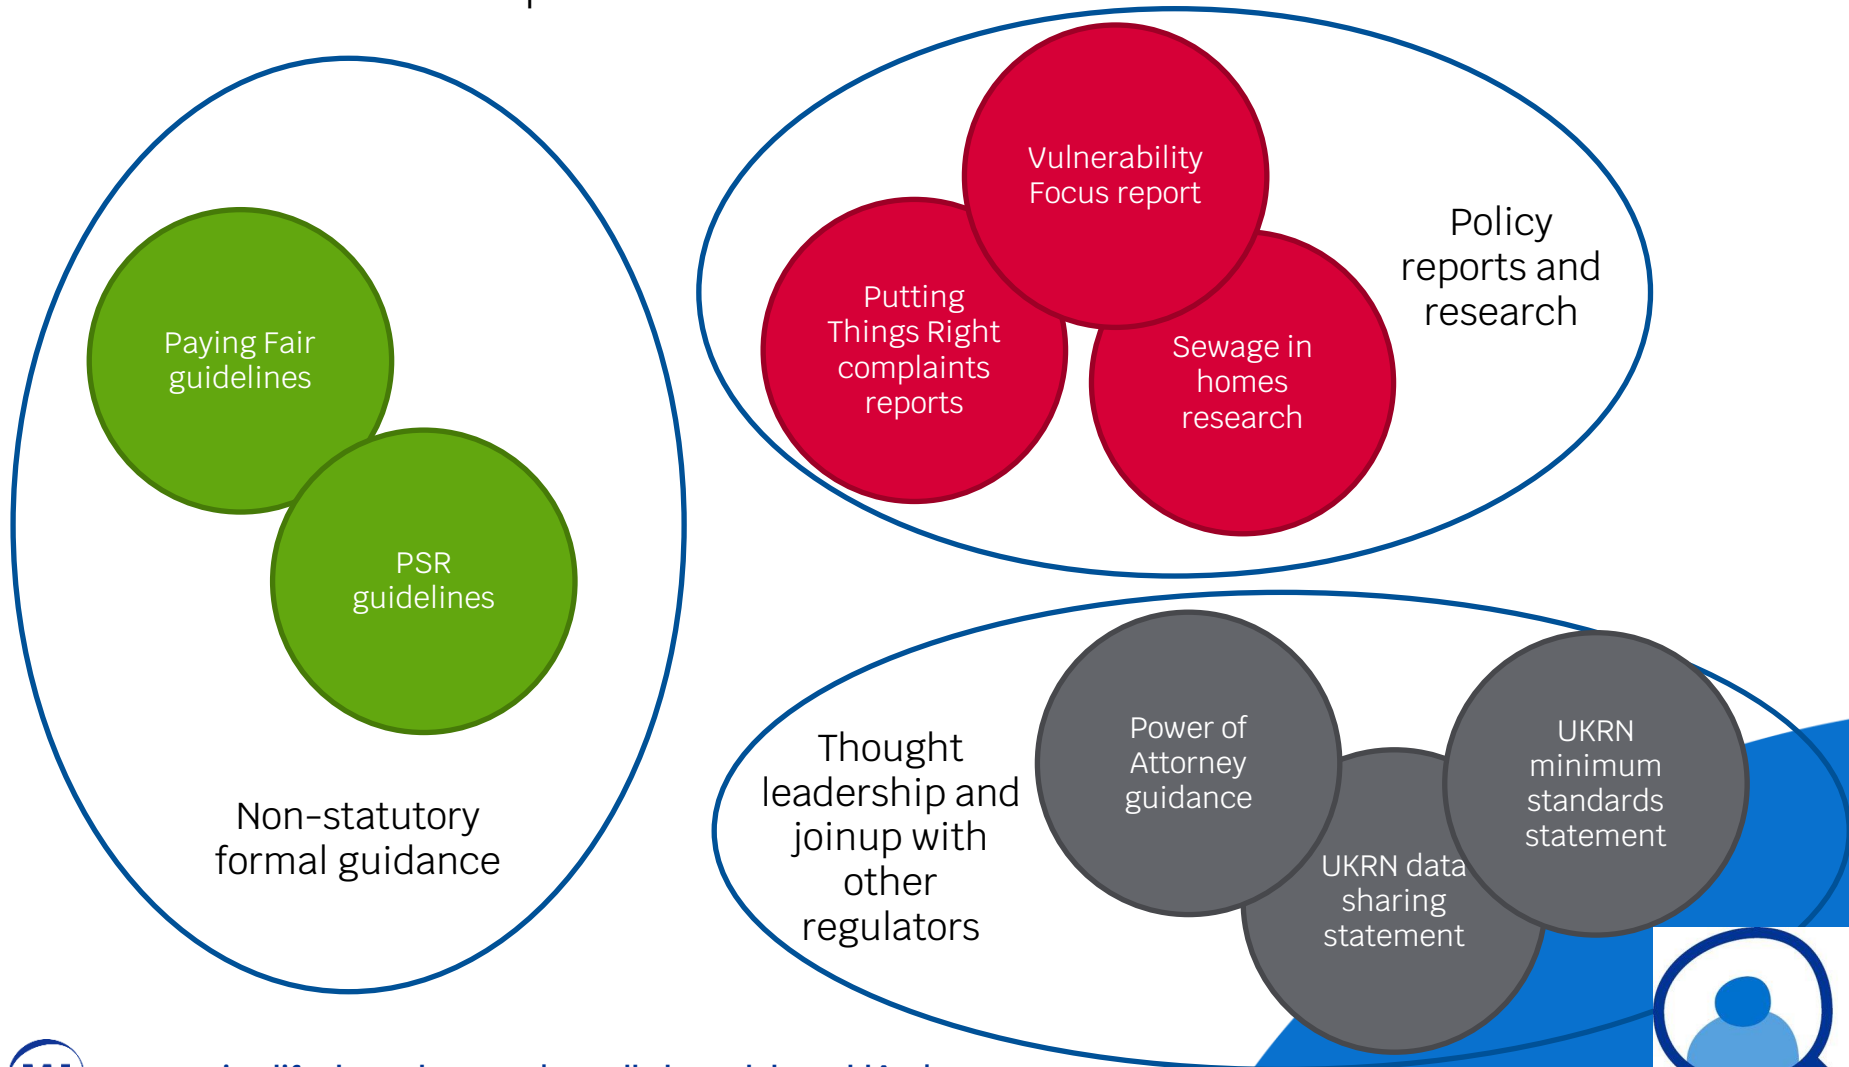 Vulnerability
Focus report
Policy
reports and
research
Putting
Things Right
complaints
reports
Sewage in
homes
research
Paying Fair
guidelines
PSR
guidelines
Non-statutory
formal guidance
Thought
leadership and
joinup with
other
regulators
Power of
Attorney
guidance
UKRN data
sharing
statement
UKRN
minimum
standards
statement